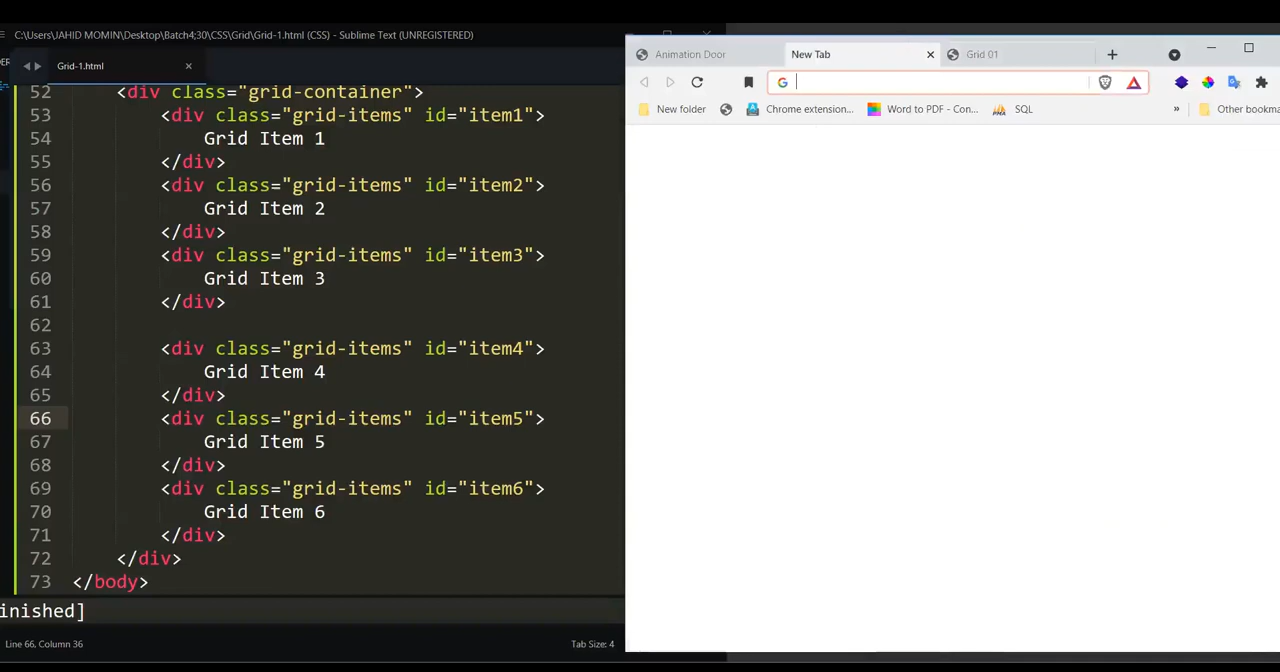 C:\Users\JAHID MOMIN\Desktop\Batch4;30\CSS\Grid\Grid-1.html (CSS) - Sublime Text (UNREGISTERED)
Grid-1.html
52 <div class="grid-container">
53 <div class="grid-items" id="item1">
54 Grid Item 1
55 </div>
56 <div class="grid-items" id="item2">
57 Grid Item 2
58 </div>
59 <div class="grid-items" id="item3">
60 Grid Item 3
61 </div>
62
63 <div class="grid-items" id="item4">
64 Grid Item 4
65 </div>
66 <div class="grid-items" id="item5">
67 Grid Item 5
68 </div>
69 <div class="grid-items" id="item6">
70 Grid Item 6
71 </div>
72 </div>
73 </body>
inished]
Line 66, Column 36 Tab Size: 4
Animation Door New Tab Grid 01
New folder Chrome extension... Word to PDF - Con... SQL » Other bookma